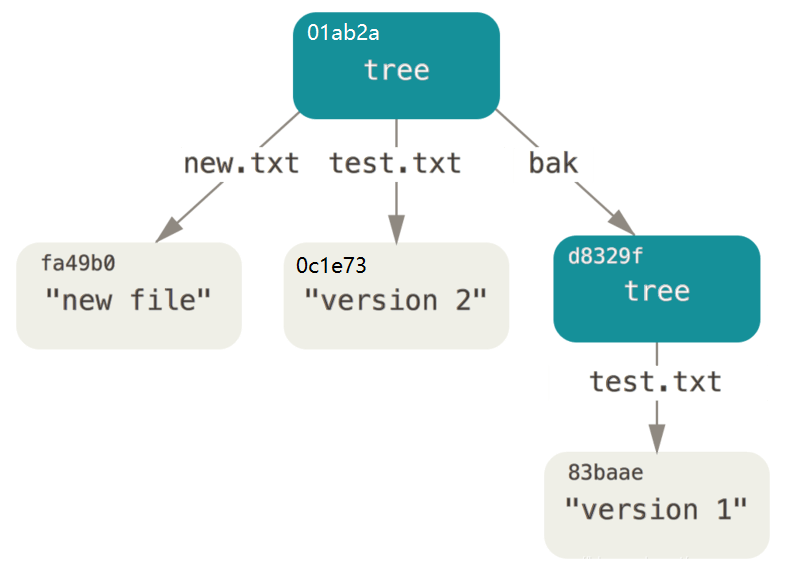 01ab2a
tree
new.txt test.txt bak
fa49b0
"new file"
0c1e73
"version 2"
d8329f
tree
test.txt
83baae
"version 1"